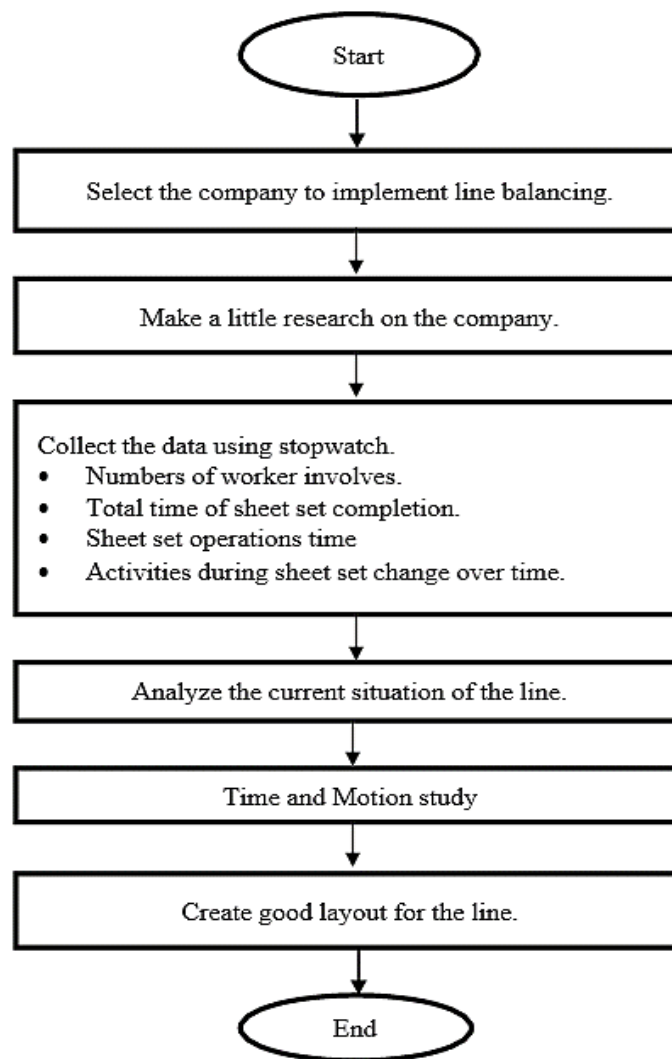 Start
Select the company to implement line balancing.
Make a little research on the company.
Collect the data using stopwatch.
• Numbers of worker involves.
• Total time of sheet set completion.
• Sheet set operations time
• Activities during sheet set change over time.
Analyze the current situation of the line.
Time and Motion study
Create good layout for the line.
End